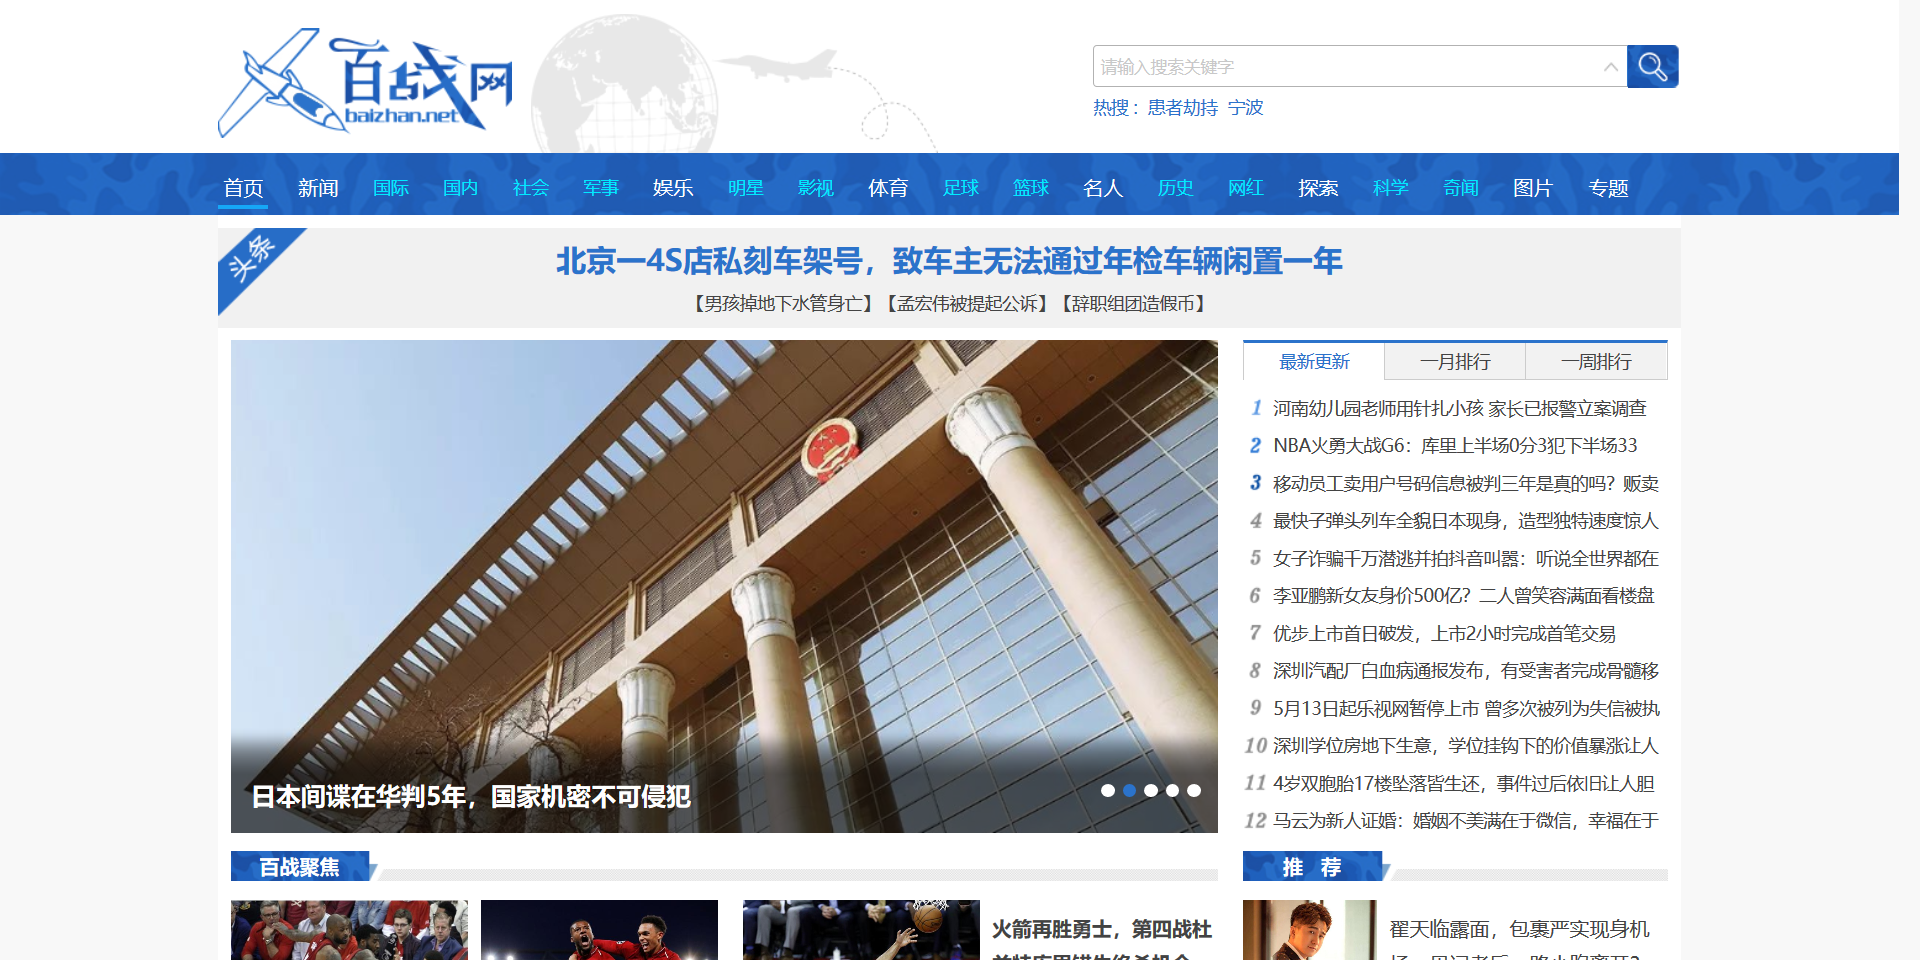 百战网
baizhan.net
请输入搜索关键字
热搜：患者劫持 宁波
首页 新闻 国际 国内 社会 军事 娱乐 明星 影视 体育 足球 篮球 名人 历史 网红 探索 科学 奇闻 图片 专题
头条
北京一4S店私刻车架号，致车主无法通过年检车辆闲置一年
【男孩掉地下水管身亡】【孟宏伟被提起公诉】【辞职组团造假币】
日本间谍在华判5年，国家机密不可侵犯
最新更新 一月排行 一周排行
1 河南幼儿园老师用针扎小孩 家长已报警立案调查
2 NBA火勇大战G6：库里上半场0分3犯下半场33
3 移动员工卖用户号码信息被判三年是真的吗？贩卖
4 最快子弹头列车全貌日本现身，造型独特速度惊人
5 女子诈骗千万潜逃并拍抖音叫嚣：听说全世界都在
6 李亚鹏新女友身价500亿？二人曾笑容满面看楼盘
7 优步上市首日破发，上市2小时完成首笔交易
8 深圳汽配厂白血病通报发布，有受害者完成骨髓移
9 5月13日起乐视网暂停上市 曾多次被列为失信被执
10 深圳学位房地下生意，学位挂钩下的价值暴涨让人
11 4岁双胞胎17楼坠落皆生还，事件过后依旧让人胆
12 马云为新人证婚：婚姻不美满在于微信，幸福在于
百战聚焦
火箭再胜勇士，第四战杜
推 荐
翟天临露面，包裹严实现身机